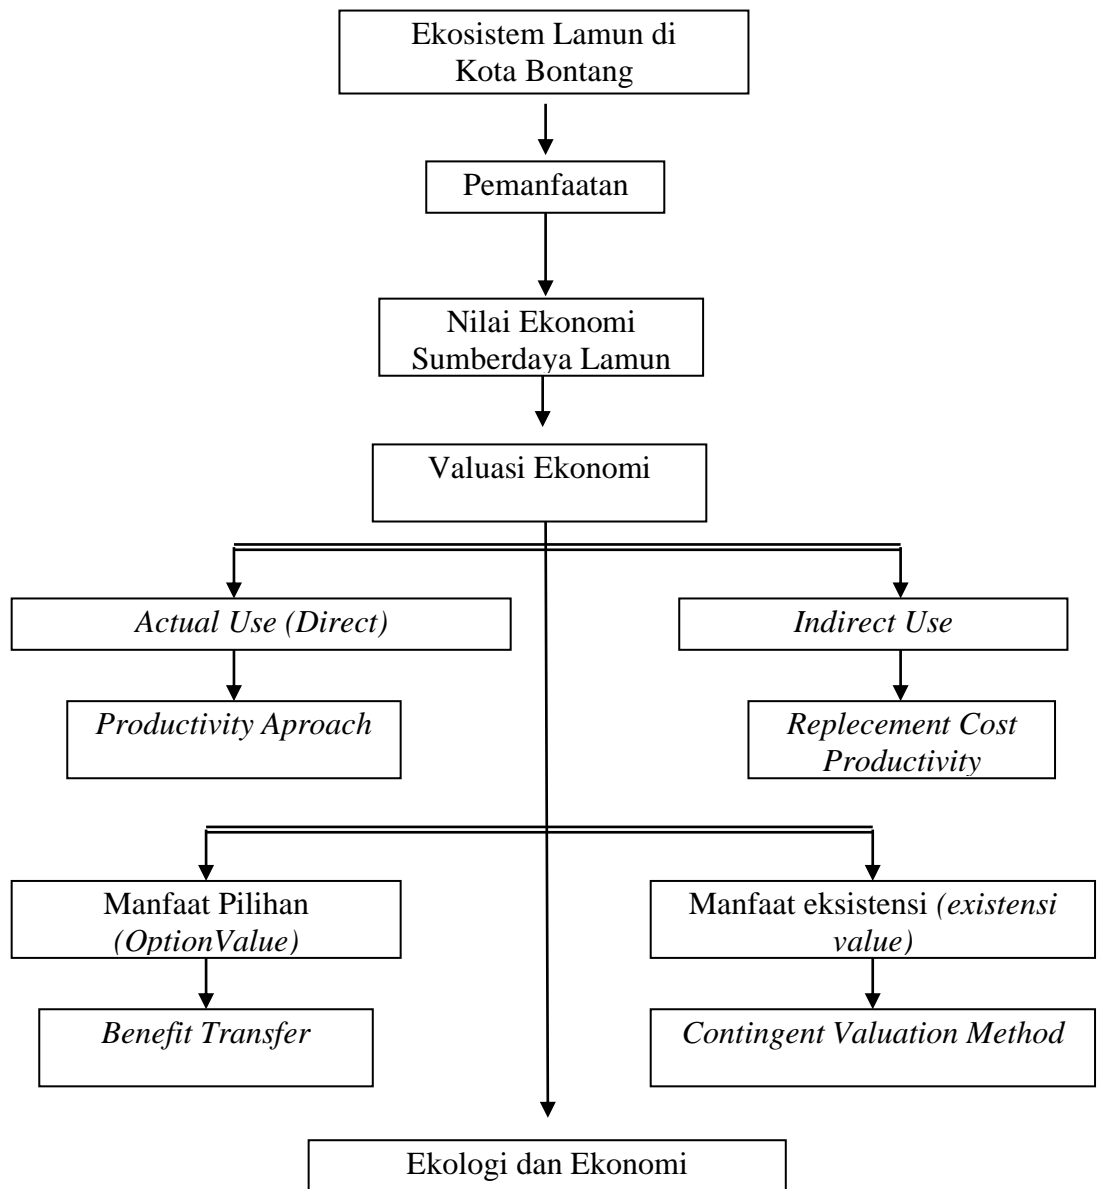 Ekosistem Lamun di
Kota Bontang
Pemanfaatan
Nilai Ekonomi
Sumberdaya Lamun
Valuasi Ekonomi
Actual Use (Direct)
Indirect Use
Productivity Aproach
Replecement Cost
Productivity
Manfaat Pilihan
(OptionValue)
Manfaat eksistensi (existensi
value)
Benefit Transfer
Contingent Valuation Method
Ekologi dan Ekonomi